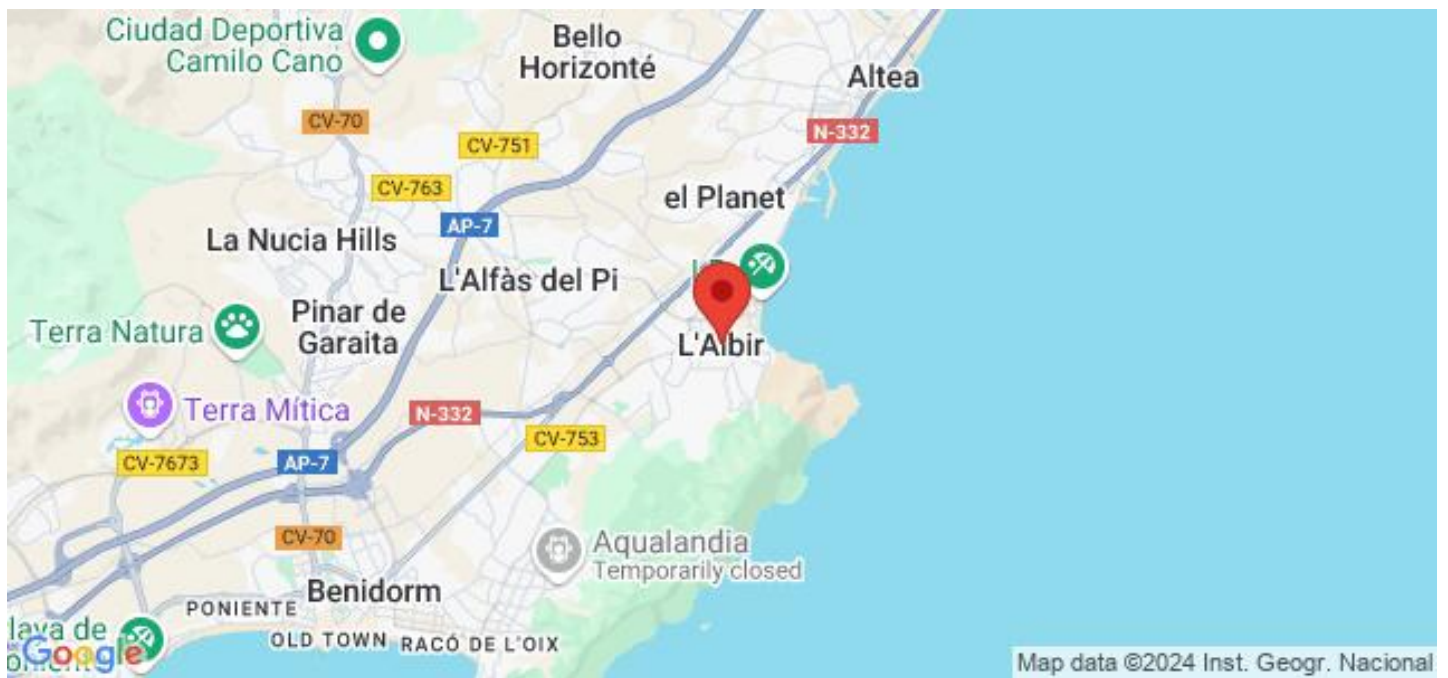 Ciudad Deportiva
Camilo Canó
Bello
Horizonté
Altea
CV-70
N-332
CV-751
CV-763
el Planet
AP-7
La Nucia Hills
L'Alfàs del Pi
Pinar de
Garaita
Terra Natura
L'Albir
Terra Mítica
N-332
CV-753
CV-7673
AP-7
CV-70
Aqualandia
Temporarily closed
Benidorm
PONIENTE
OLD TOWN
RACÓ DE L'OIX
laya de
Google
Map data ©2024 Inst. Geogr. Nacional